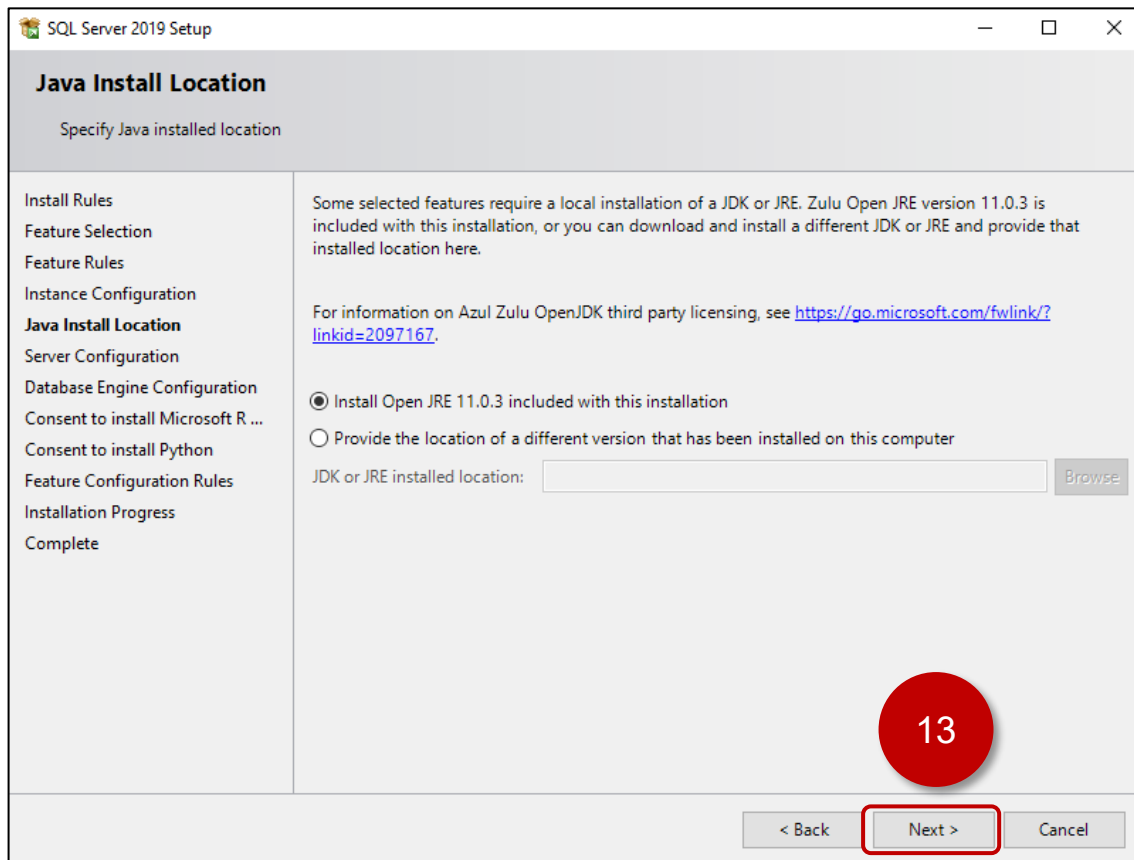 SQL Server 2019 Setup
Java Install Location
Specify Java installed location
Install Rules
Feature Selection
Feature Rules
Instance Configuration
Java Install Location
Server Configuration
Database Engine Configuration
Consent to install Microsoft R ...
Consent to install Python
Feature Configuration Rules
Installation Progress
Complete
Some selected features require a local installation of a JDK or JRE. Zulu Open JRE version 11.0.3 is
included with this installation, or you can download and install a different JDK or JRE and provide that
installed location here.
For information on Azul Zulu OpenJDK third party licensing, see https://go.microsoft.com/fwlink/?
linkid=2097167.
Install Open JRE 11.0.3 included with this installation
Provide the location of a different version that has been installed on this computer
JDK or JRE installed location:
Browse
13
< Back
Next >
Cancel